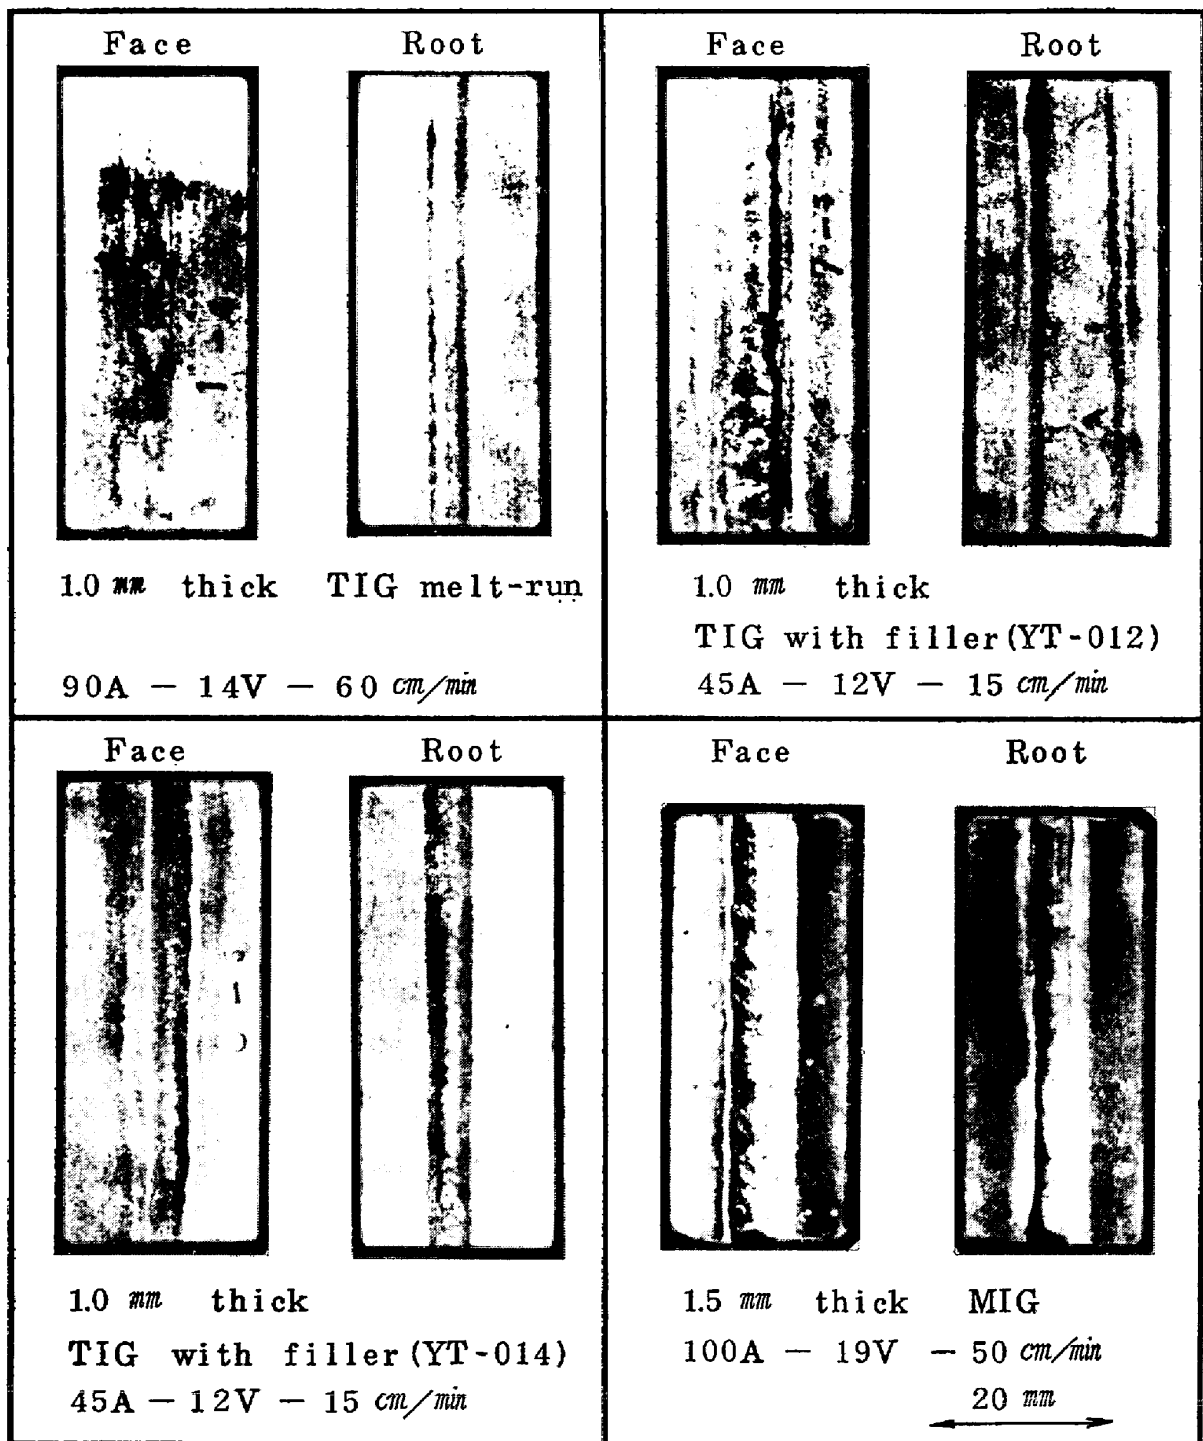 Face Root
1.0 mm thick TIG melt-run
90A − 14V − 60 cm/min
Face Root
1.0 mm thick
TIG with filler(YT-012)
45A − 12V − 15 cm/min
Face Root
1.0 mm thick
TIG with filler(YT-014)
45A − 12V − 15 cm/min
Face Root
1.5 mm thick MIG
100A − 19V − 50 cm/min
20 mm